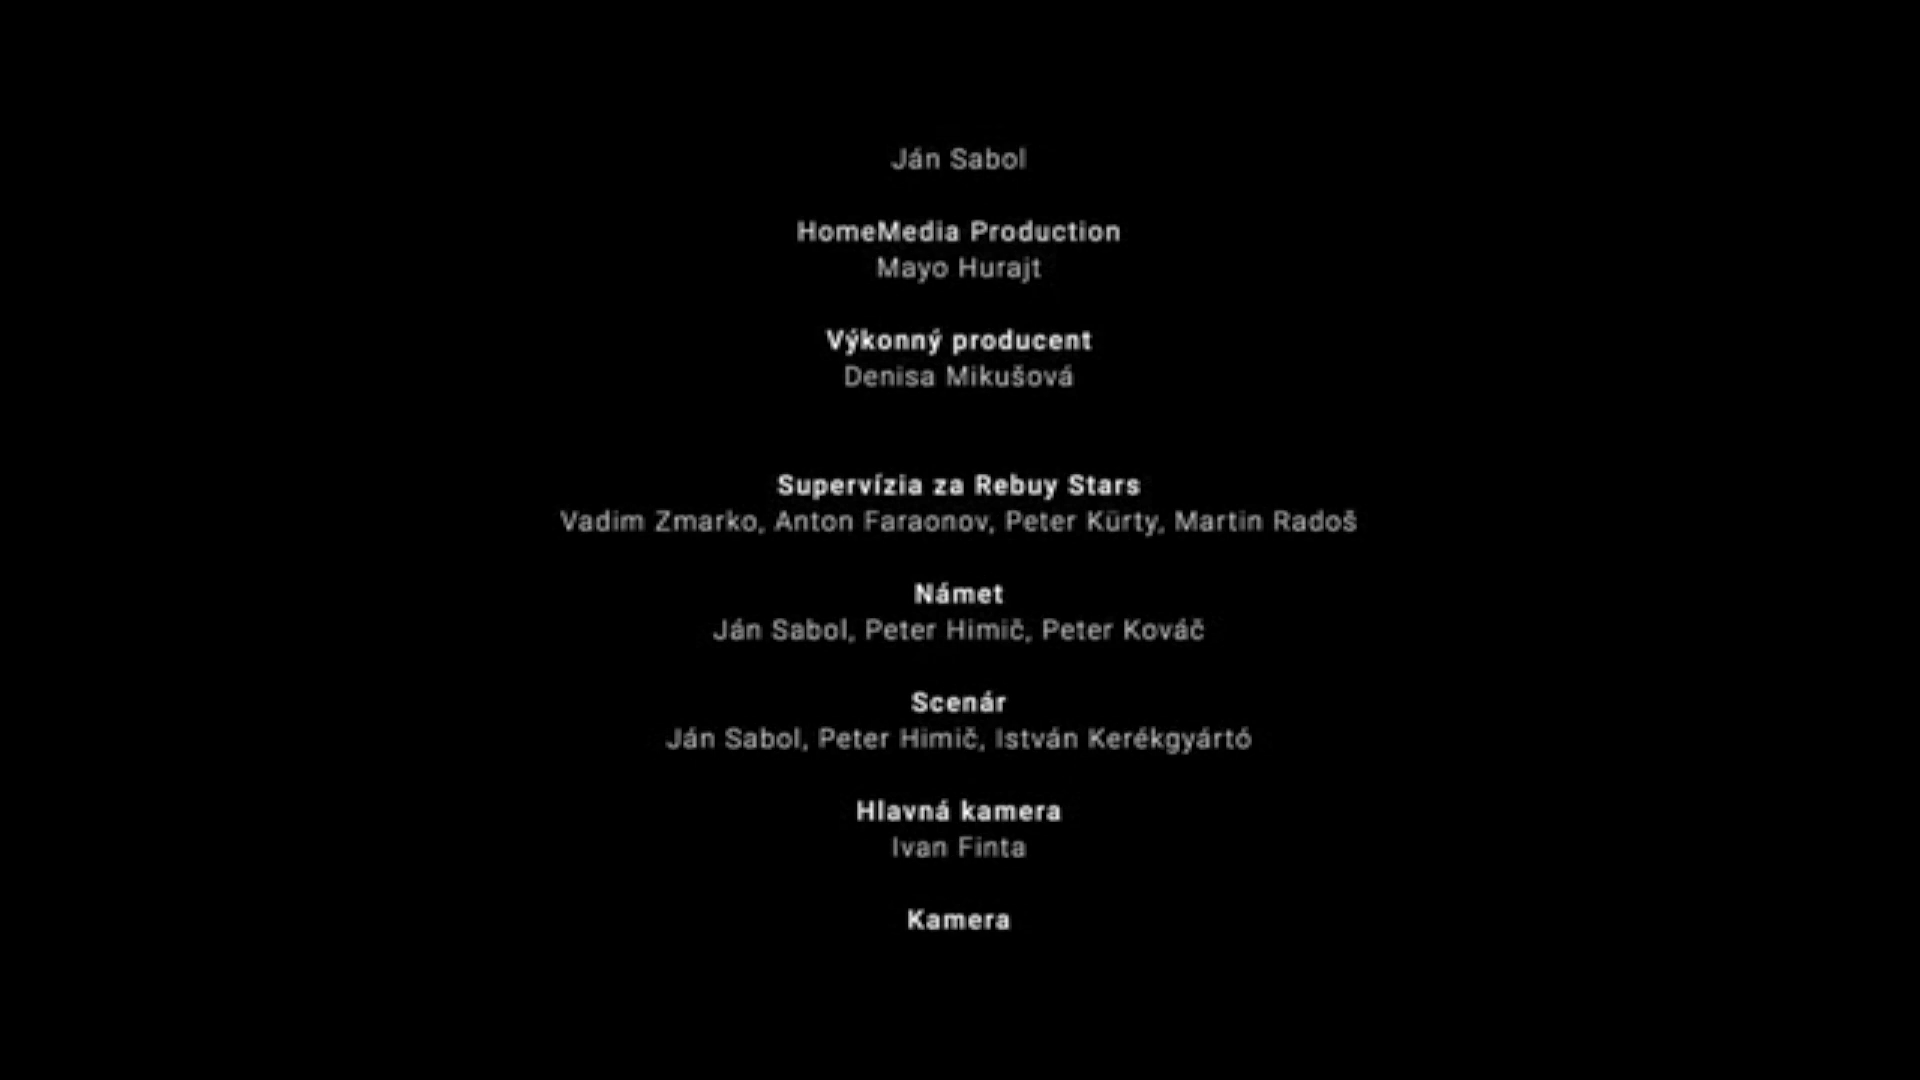 Ján Sabol
HomeMedia Production
Mayo Hurajt
Výkonný producent
Denisa Mikušová
Supervízia za Rebuy Stars
Vadim Zmarko, Anton Faraonov, Peter Kürty, Martin Radoš
Námet
Ján Sabol, Peter Himič, Peter Kováč
Scenár
Ján Sabol, Peter Himič, István Kerékgyártó
Hlavná kamera
Ivan Finta
Kamera